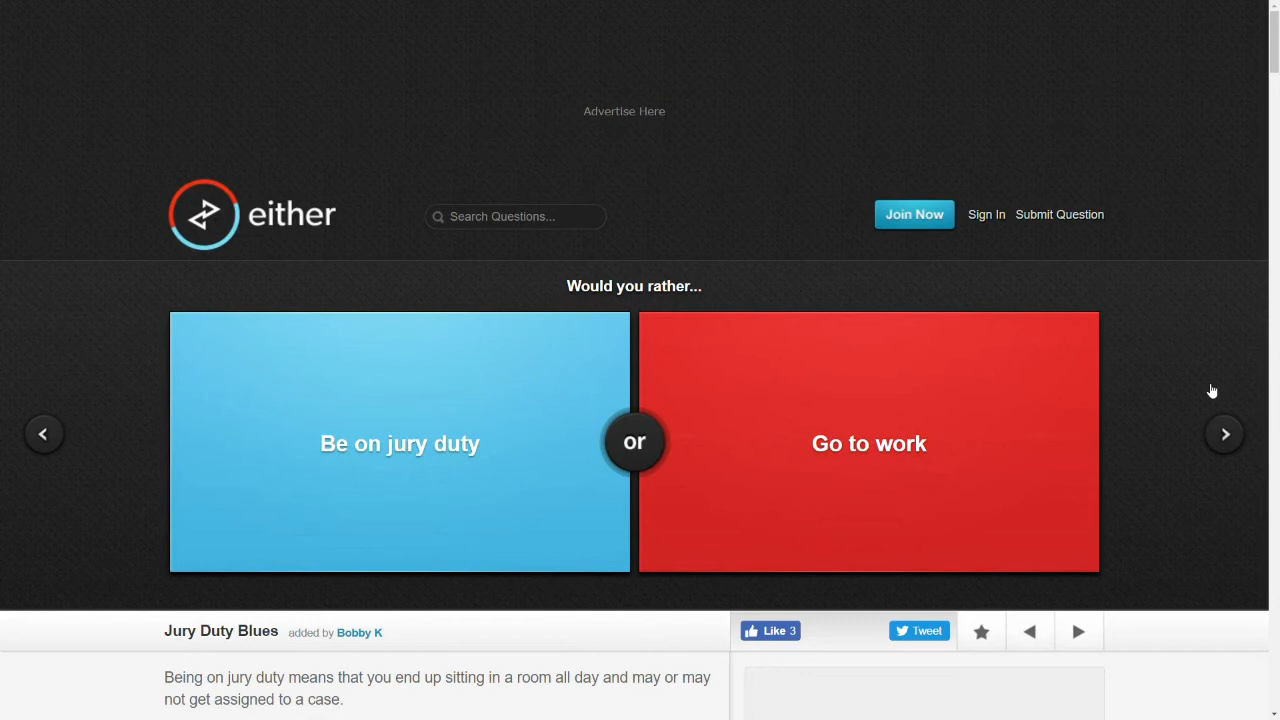 Advertise Here
either
Search Questions...
Join Now
Sign In
Submit Question
Would you rather...
Be on jury duty
or
Go to work
Jury Duty Blues added by Bobby K
Like 3
Tweet
Being on jury duty means that you end up sitting in a room all day and may or may
not get assigned to a case.